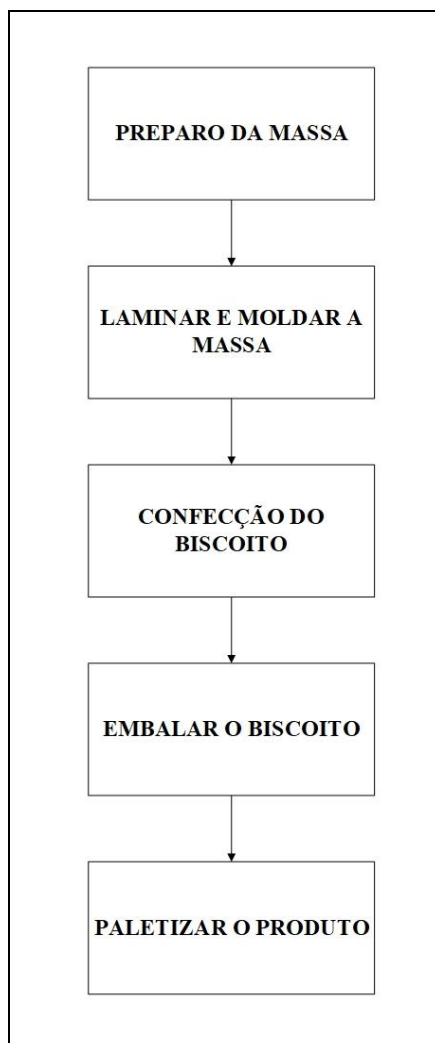 PREPARO DA MASSA
LAMINAR E MOLDAR A
MASSA
CONFECÇÃO DO
BISCOITO
EMBALAR O BISCOITO
PALETIZAR O PRODUTO